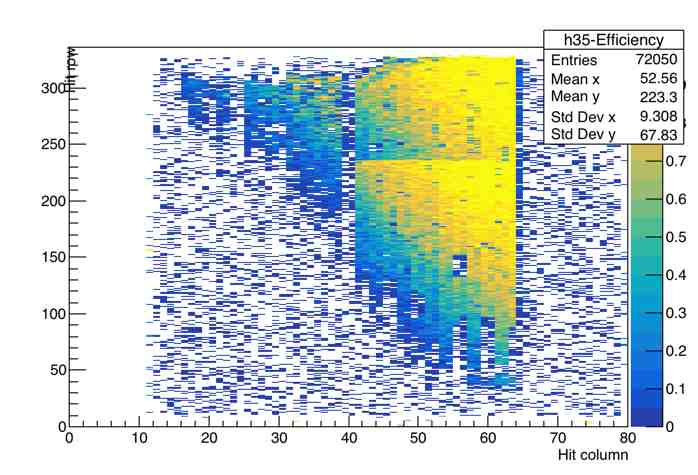 h35-Efficiency
Entries 72050
Mean x 52.56
Mean y 223.3
Std Dev x 9.308
Std Dev y 67.83
Hit row
300
250
200
150
100
50
0
0.7
0.6
0.5
0.4
0.3
0.2
0.1
0
0 10 20 30 40 50 60 70 80
Hit column